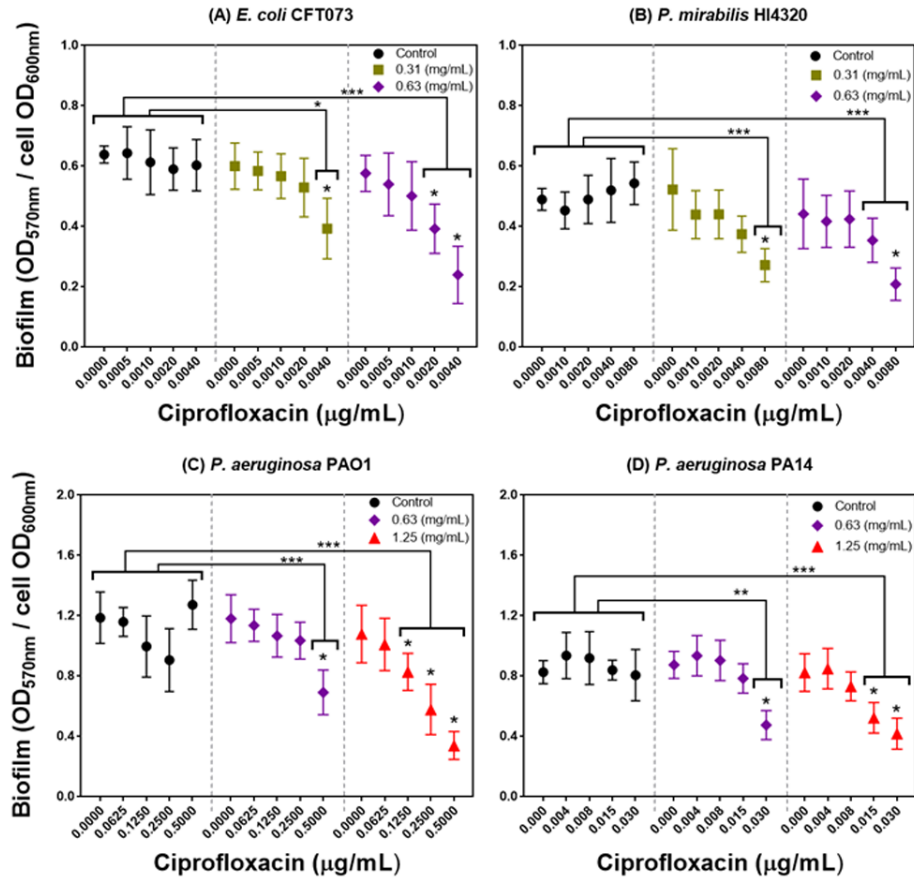 (A) E. coli CFT073
Biofilm (OD570nm / cell OD600nm)
1.0
0.8
0.6
0.4
0.2
0.0
Control
0.31 (mg/mL)
0.63 (mg/mL)
***
*
*
*
*
0.0000 0.0005 0.0010 0.0020 0.0040 0.0000 0.0005 0.0010 0.0020 0.0040 0.0000 0.0005 0.0010 0.0020 0.0040
Ciprofloxacin (µg/mL)
(B) P. mirabilis HI4320
1.0
0.8
0.6
0.4
0.2
0.0
Control
0.31 (mg/mL)
0.63 (mg/mL)
***
***
*
*
0.0000 0.0010 0.0020 0.0040 0.0080 0.0000 0.0010 0.0020 0.0040 0.0080 0.0000 0.0010 0.0020 0.0040 0.0080
Ciprofloxacin (µg/mL)
(C) P. aeruginosa PAO1
Biofilm (OD570nm / cell OD600nm)
2.0
1.6
1.2
0.8
0.4
0.0
Control
0.63 (mg/mL)
1.25 (mg/mL)
***
***
*
*
*
*
0.0000 0.0625 0.1250 0.2500 0.5000 0.0000 0.0625 0.1250 0.2500 0.5000 0.0000 0.0625 0.1250 0.2500 0.5000
Ciprofloxacin (µg/mL)
(D) P. aeruginosa PA14
2.0
1.6
1.2
0.8
0.4
0.0
Control
0.63 (mg/mL)
1.25 (mg/mL)
***
**
*
*
*
0.000 0.004 0.008 0.015 0.030 0.000 0.004 0.008 0.015 0.030 0.000 0.004 0.008 0.015 0.030
Ciprofloxacin (µg/mL)